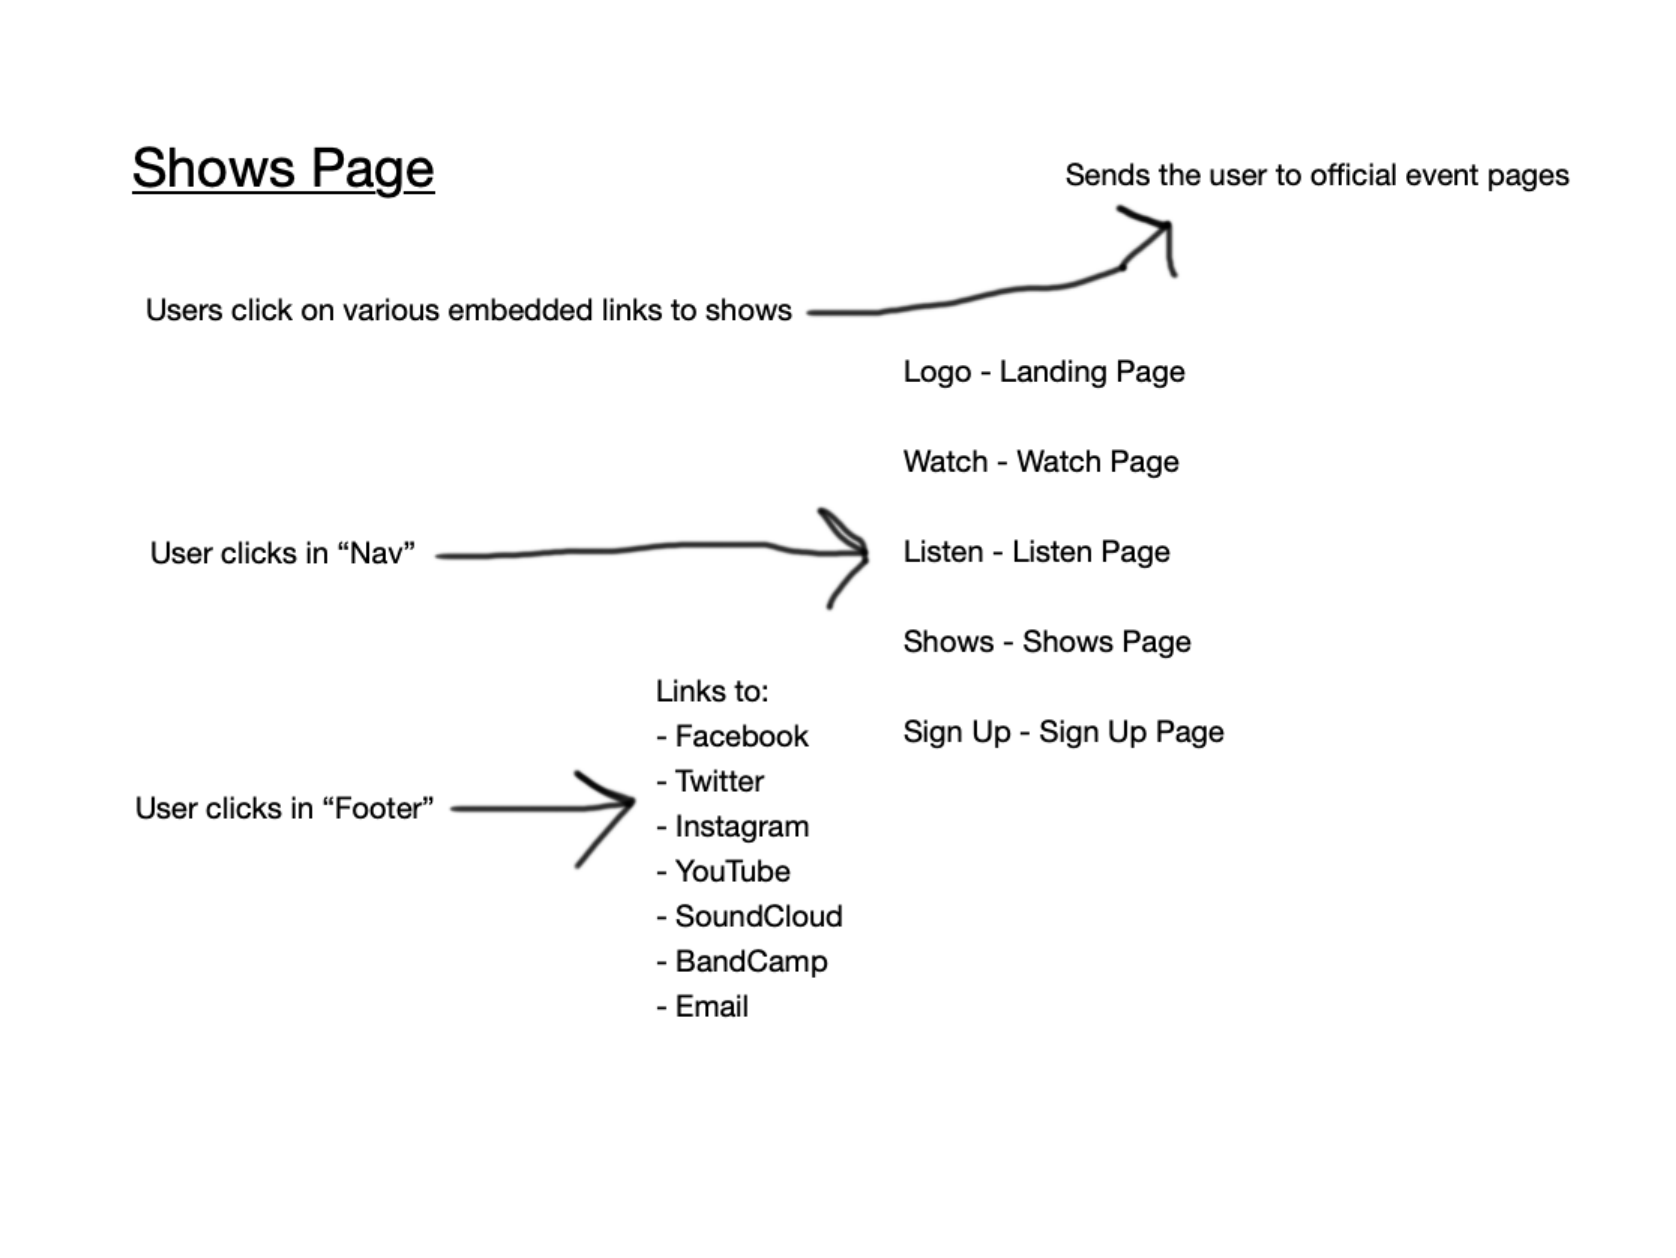 Shows Page
Sends the user to official event pages
Users click on various embedded links to shows
Logo - Landing Page
Watch - Watch Page
User clicks in “Nav”
Listen - Listen Page
Shows - Shows Page
Sign Up - Sign Up Page
User clicks in “Footer”
Links to:
- Facebook
- Twitter
- Instagram
- YouTube
- SoundCloud
- BandCamp
- Email